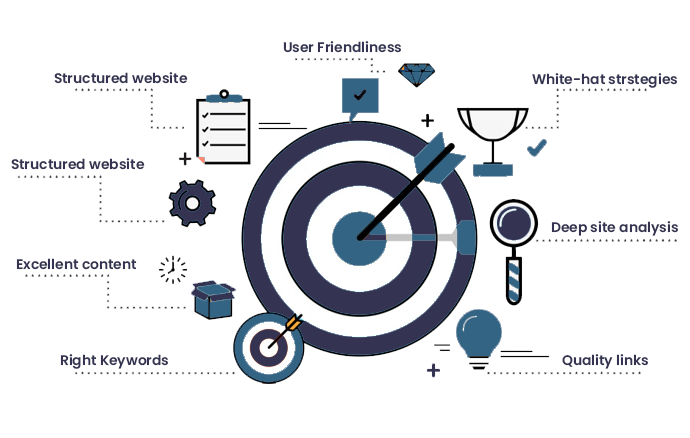 User Friendliness
Structured website
White-hat strstegies
Structured website
Deep site analysis
Excellent content
Right Keywords
Quality links